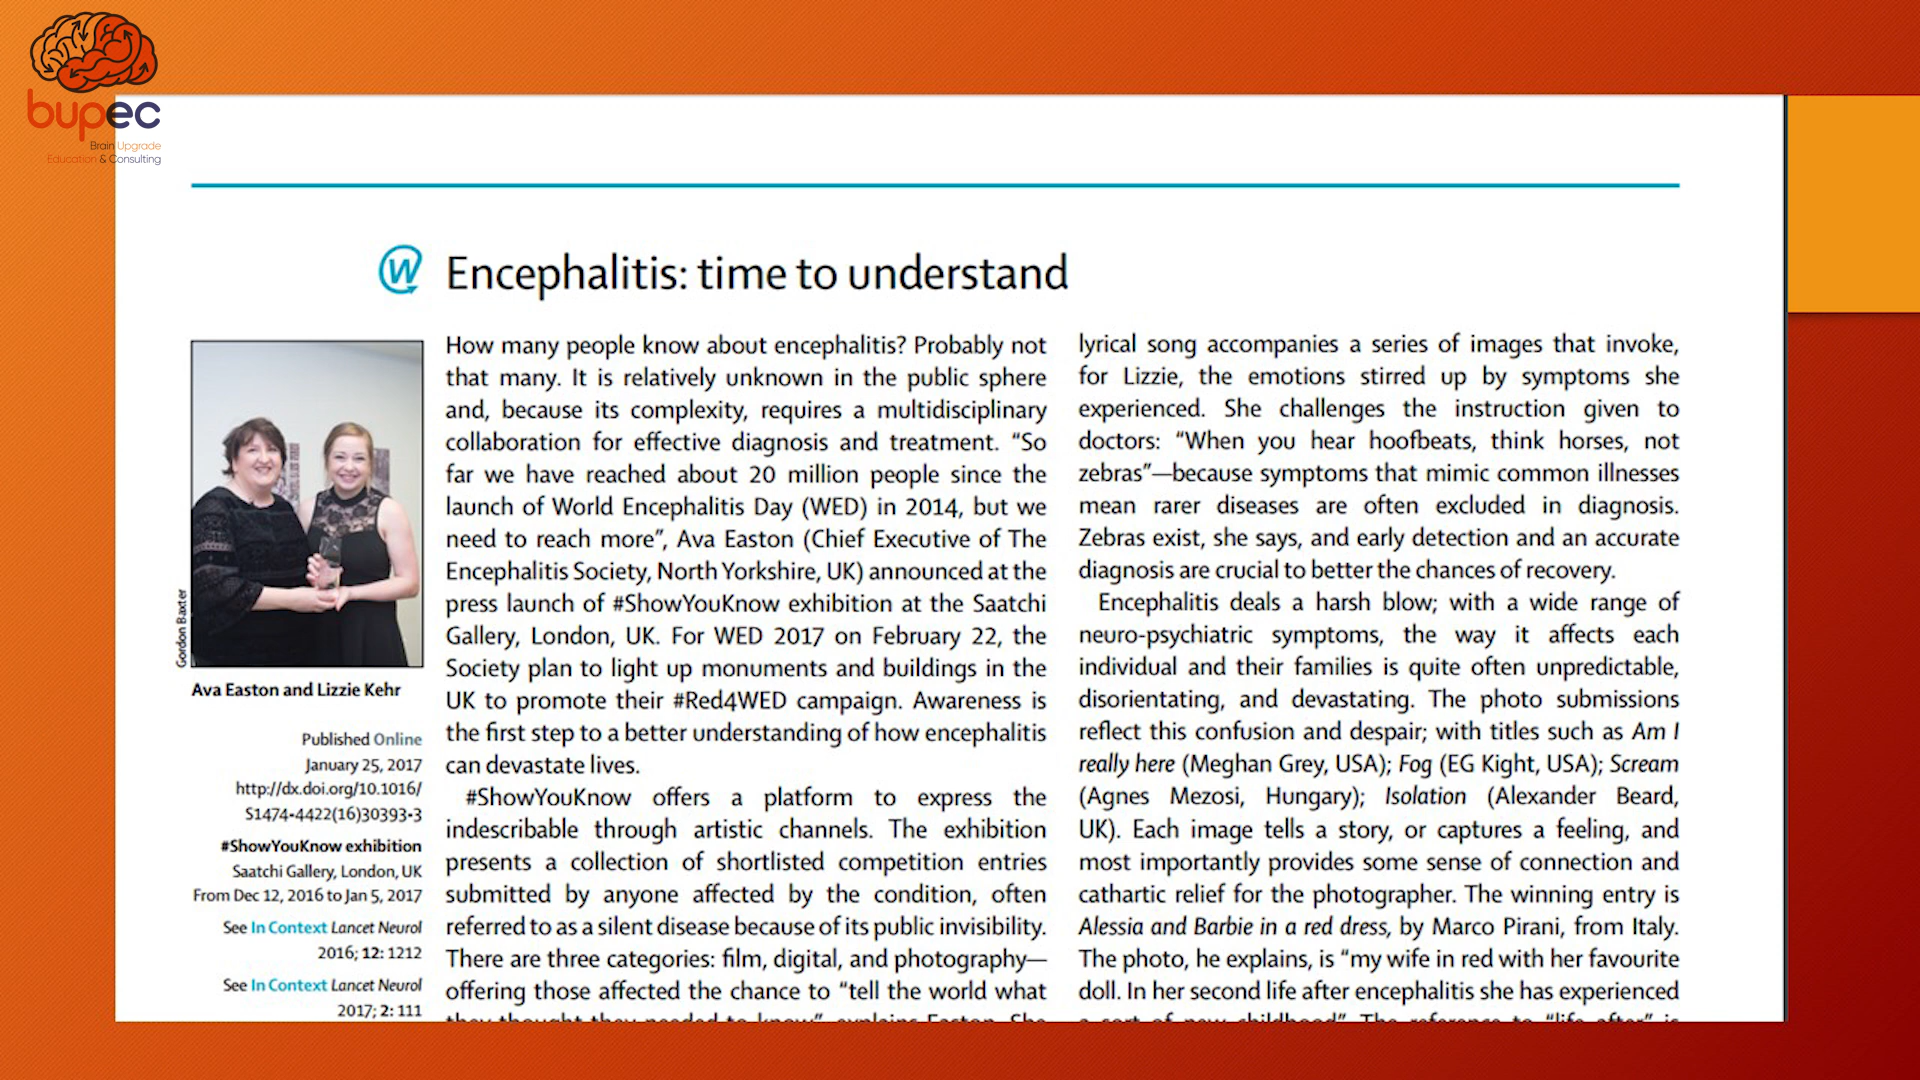 bupec
Brain Upgrade
Education & Consulting
W Encephalitis: time to understand
Gordon Baxter
Ava Easton and Lizzie Kehr
Published Online
January 25, 2017
http://dx.doi.org/10.1016/
S1474-4422(16)30393-3
#ShowYouKnow exhibition
Saatchi Gallery, London, UK
From Dec 12, 2016 to Jan 5, 2017
See In Context Lancet Neurol
2016; 12: 1212
See In Context Lancet Neurol
2017; 2: 111
How many people know about encephalitis? Probably not
that many. It is relatively unknown in the public sphere
and, because its complexity, requires a multidisciplinary
collaboration for effective diagnosis and treatment. “So
far we have reached about 20 million people since the
launch of World Encephalitis Day (WED) in 2014, but we
need to reach more”, Ava Easton (Chief Executive of The
Encephalitis Society, North Yorkshire, UK) announced at the
press launch of #ShowYouKnow exhibition at the Saatchi
Gallery, London, UK. For WED 2017 on February 22, the
Society plan to light up monuments and buildings in the
UK to promote their #Red4WED campaign. Awareness is
the first step to a better understanding of how encephalitis
can devastate lives.
#ShowYouKnow offers a platform to express the
indescribable through artistic channels. The exhibition
presents a collection of shortlisted competition entries
submitted by anyone affected by the condition, often
referred to as a silent disease because of its public invisibility.
There are three categories: film, digital, and photography—
offering those affected the chance to “tell the world what
they thought they needed to know”, explains Easton. She
lyrical song accompanies a series of images that invoke,
for Lizzie, the emotions stirred up by symptoms she
experienced. She challenges the instruction given to
doctors: “When you hear hoofbeats, think horses, not
zebras”—because symptoms that mimic common illnesses
mean rarer diseases are often excluded in diagnosis.
Zebras exist, she says, and early detection and an accurate
diagnosis are crucial to better the chances of recovery.
Encephalitis deals a harsh blow; with a wide range of
neuro-psychiatric symptoms, the way it affects each
individual and their families is quite often unpredictable,
disorientating, and devastating. The photo submissions
reflect this confusion and despair; with titles such as Am I
really here (Meghan Grey, USA); Fog (EG Kight, USA); Scream
(Agnes Mezosi, Hungary); Isolation (Alexander Beard,
UK). Each image tells a story, or captures a feeling, and
most importantly provides some sense of connection and
cathartic relief for the photographer. The winning entry is
Alessia and Barbie in a red dress, by Marco Pirani, from Italy.
The photo, he explains, is “my wife in red with her favourite
doll. In her second life after encephalitis she has experienced
a sort of new childhood”. The reference to “life after” is